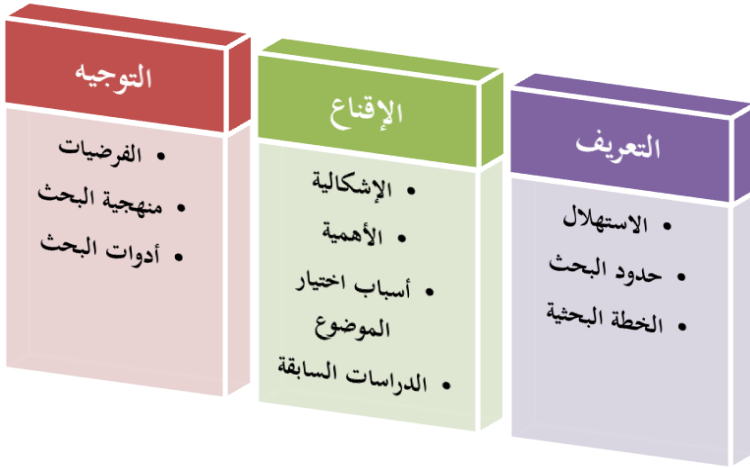 التعريف
• الاستهلال
• حدود البحث
• الخطة البحثية
الإقناع
• الإشكالية
• الأهمية
• أسباب اختيار
الموضوع
• الدراسات السابقة
التوجيه
• الفرضيات
• منهجية البحث
• أدوات البحث